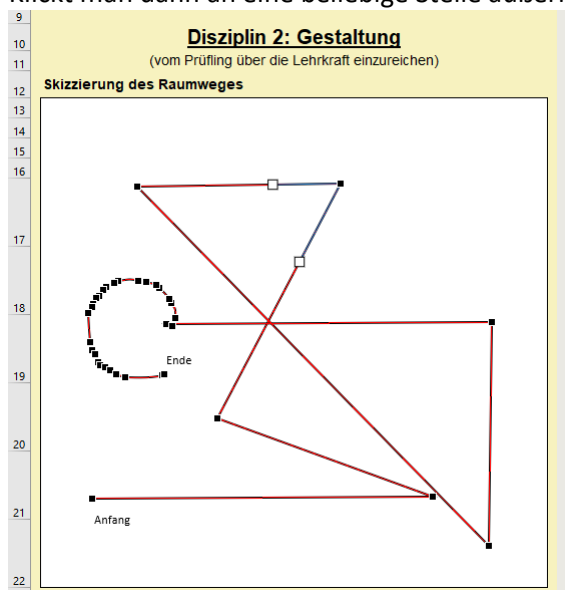 Klickt man dann an eine beliebige Stelle außer
9
10
Disziplin 2: Gestaltung
11
(vom Prüfling über die Lehrkraft einzureichen)
12
Skizzierung des Raumweges
13
14
15
16
17
18
Ende
19
20
21
Anfang
22